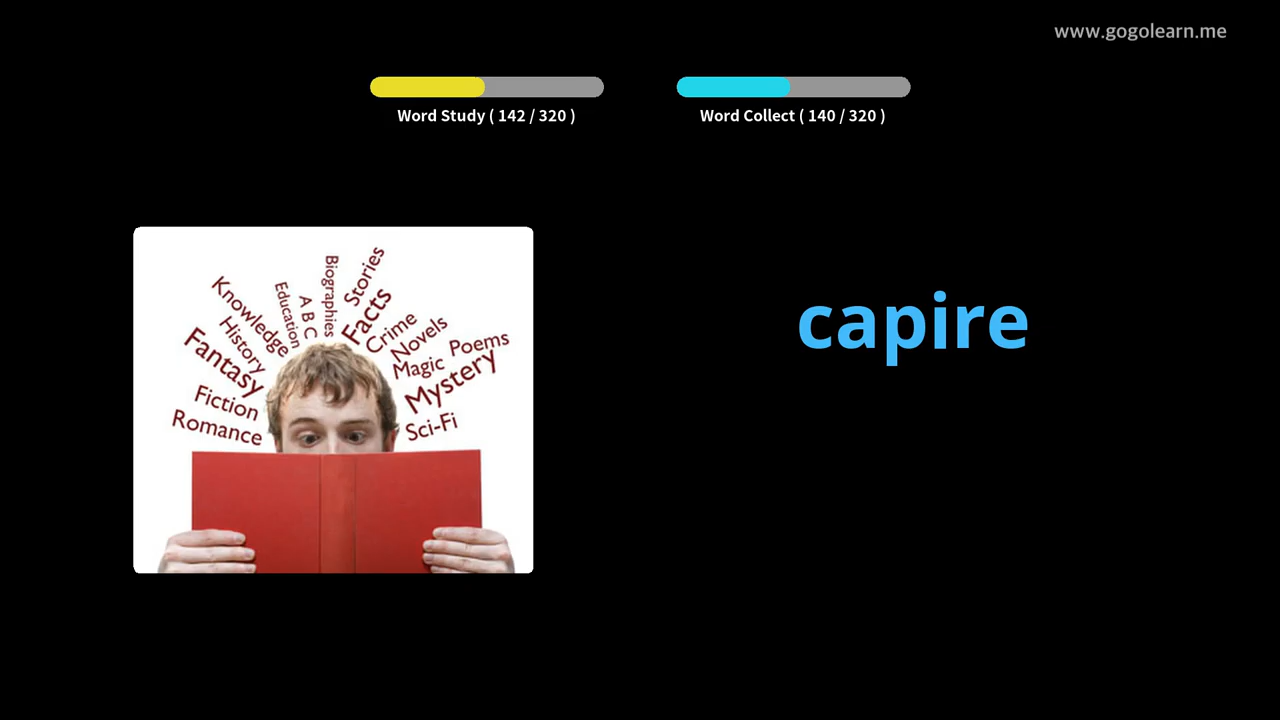 www.gogolearn.me
Word Study ( 142 / 320 )
Word Collect ( 140 / 320 )
Biographies
Stories
Education
A B C
Facts
Knowledge
Crime
History
Novels
Fantasy
Magic
Poems
Fiction
Mystery
Romance
Sci-Fi
capire